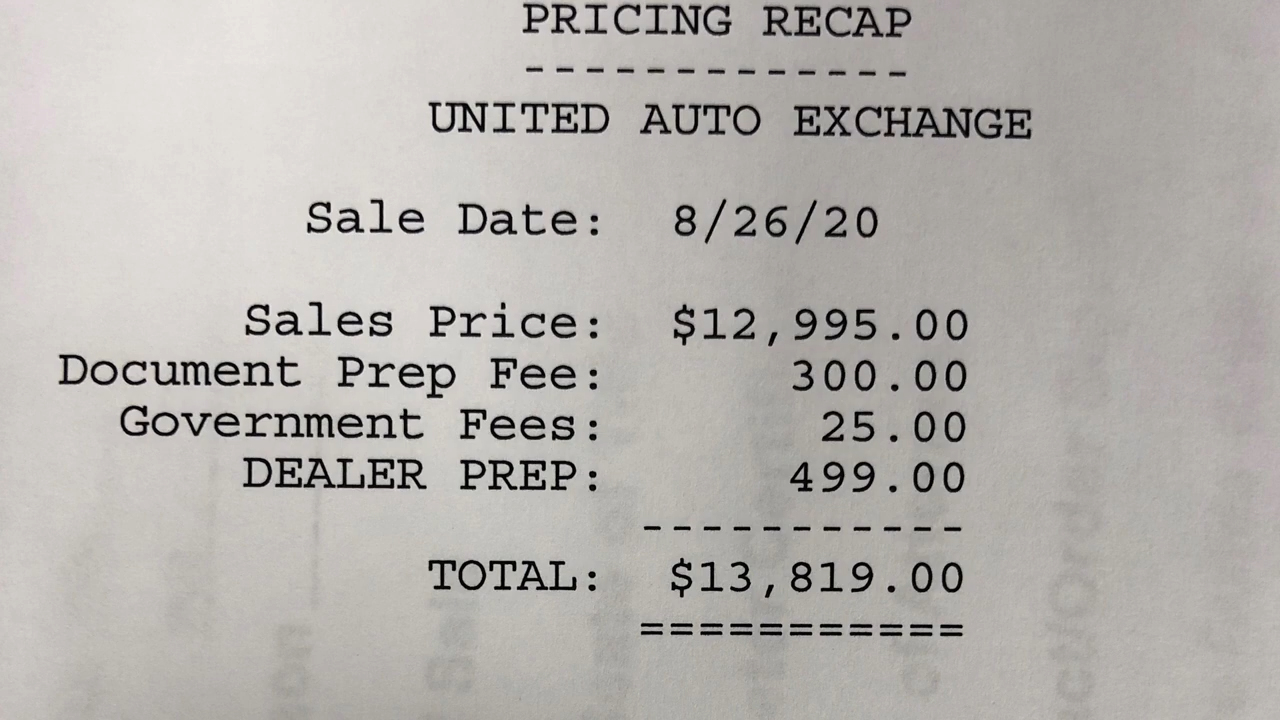 PRICING RECAP
-------------
UNITED AUTO EXCHANGE
Sale Date: 8/26/20
Sales Price: $12,995.00
Document Prep Fee: 300.00
Government Fees: 25.00
DEALER PREP: 499.00
-----------
TOTAL: $13,819.00
===========